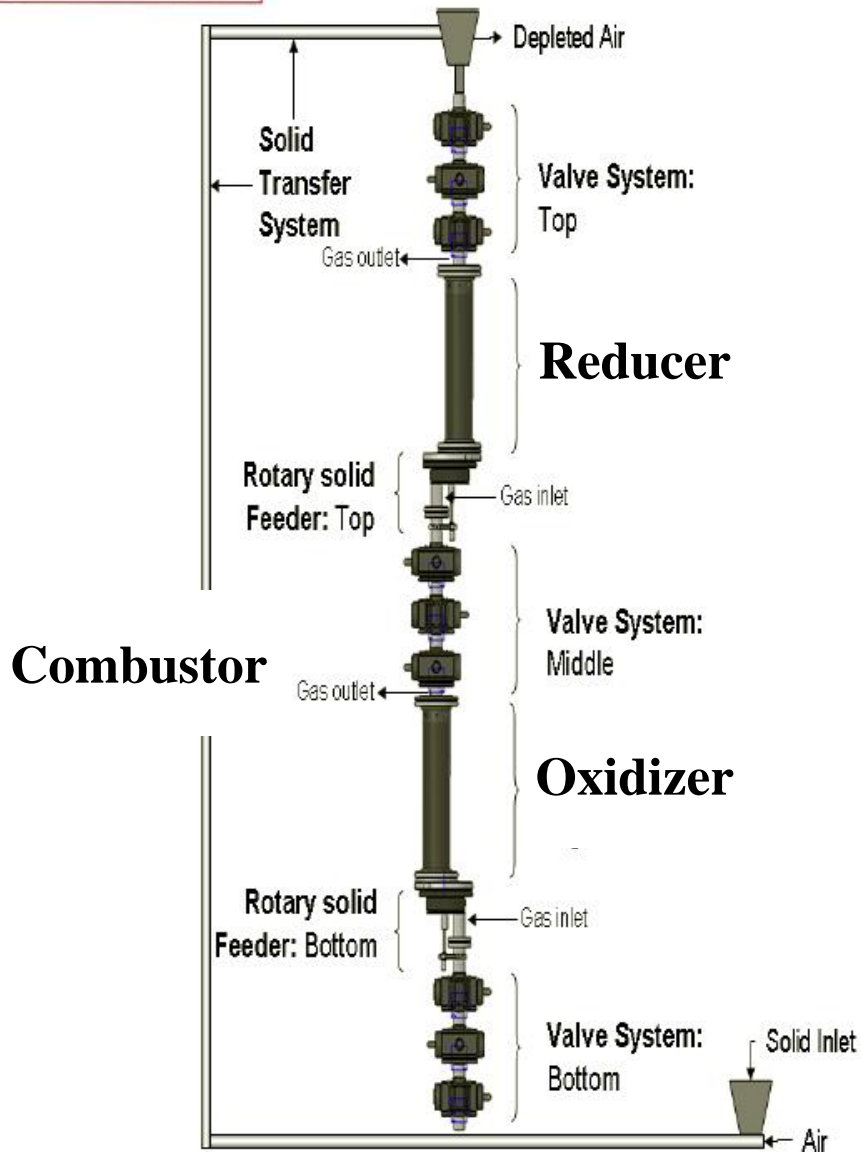 Depleted Air
Solid
Transfer
System
Valve System:
Top
Gas outlet
Reducer
Rotary solid
Feeder: Top
Gas inlet
Valve System:
Middle
Combustor
Gas outlet
Oxidizer
Rotary solid
Feeder: Bottom
Gas inlet
Valve System:
Bottom
Solid Inlet
Air